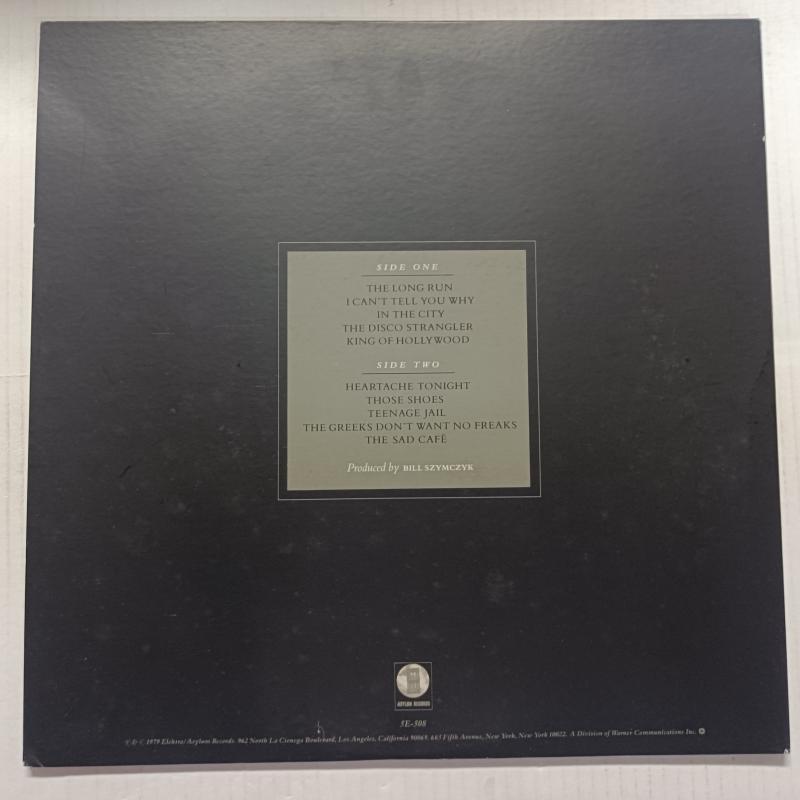 SIDE ONE
THE LONG RUN
I CAN'T TELL YOU WHY
IN THE CITY
THE DISCO STRANGLER
KING OF HOLLYWOOD
SIDE TWO
HEARTACHE TONIGHT
THOSE SHOES
TEENAGE JAIL
THE GREEKS DON'T WANT NO FREAKS
THE SAD CAFÉ
Produced by BILL SZYMCZYK
ASYLUM RECORDS
5E-508
℗ & © 1979 Elektra/Asylum Records. 962 North La Cienega Boulevard, Los Angeles, California 90069. 665 Fifth Avenue, New York, New York 10022. A Division of Warner Communications Inc.